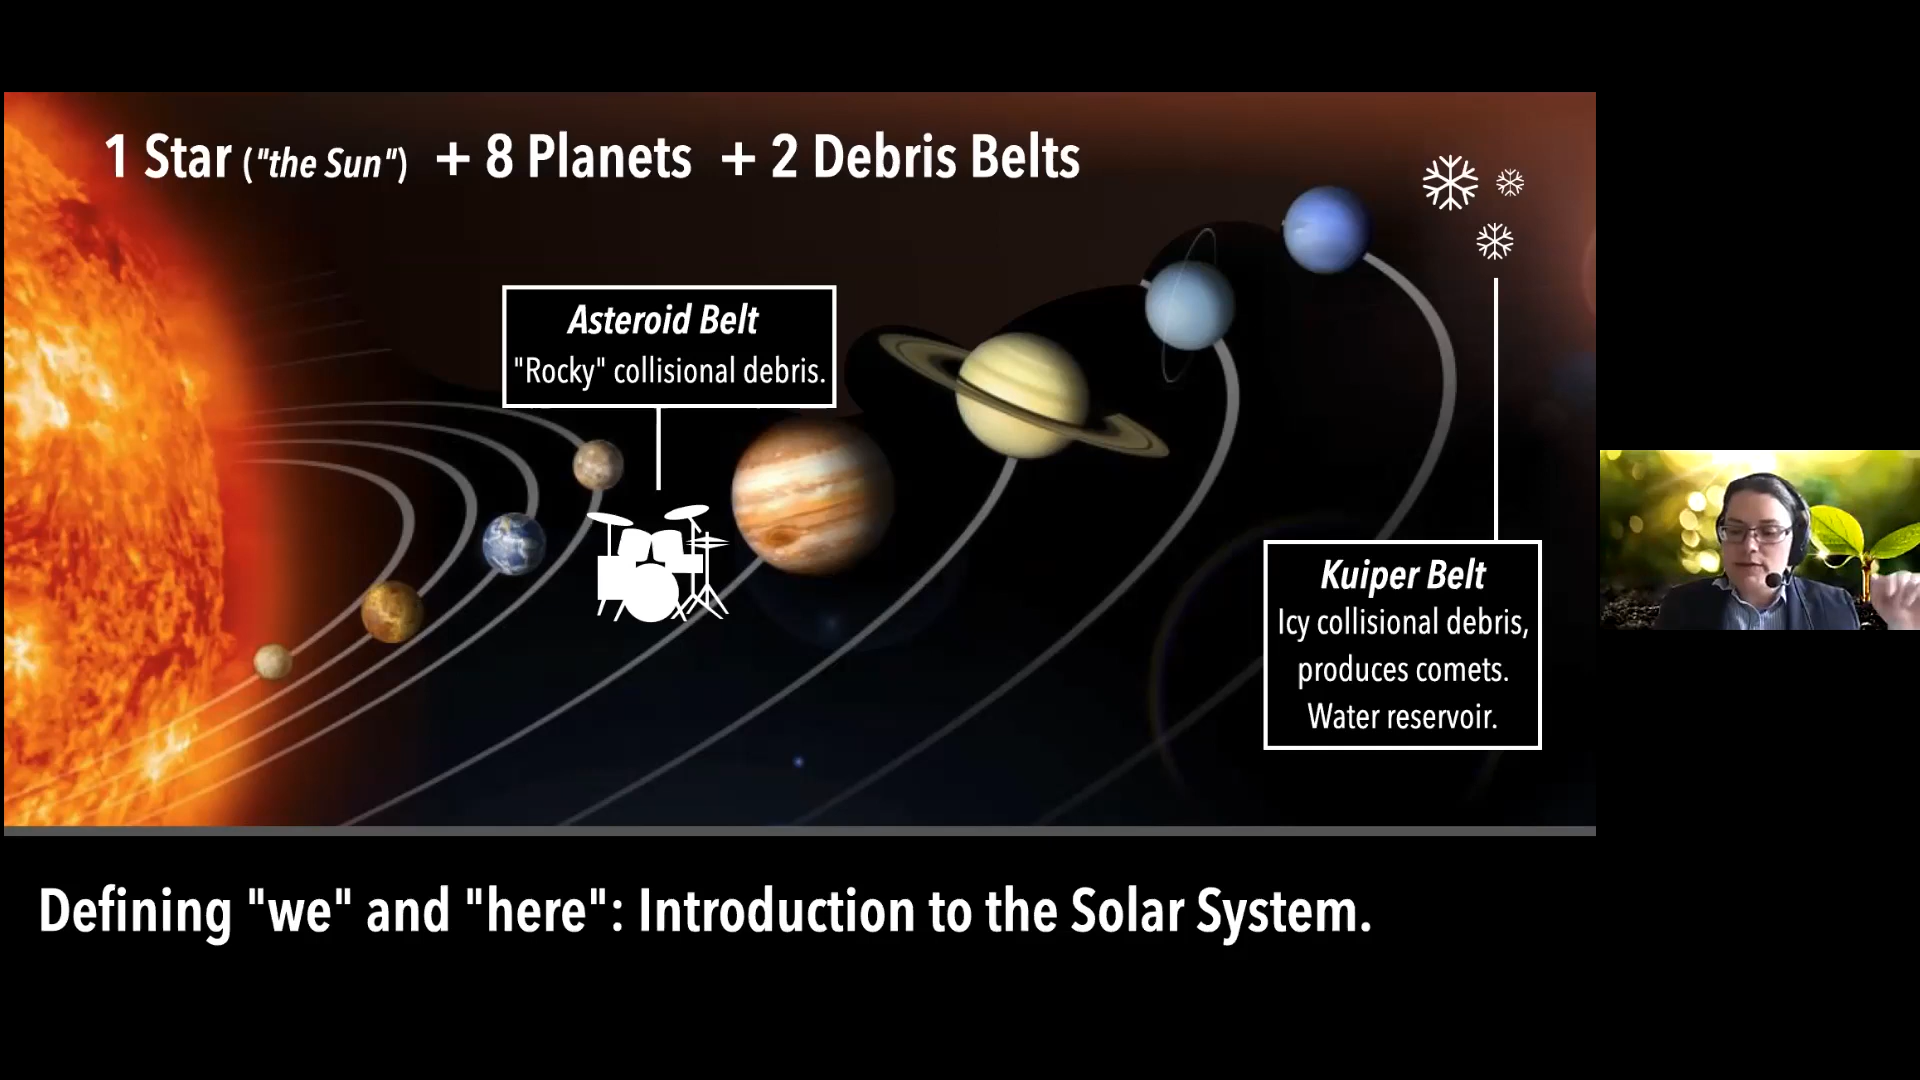 1 Star ("the Sun") + 8 Planets + 2 Debris Belts
Asteroid Belt
"Rocky" collisional debris.
Kuiper Belt
Icy collisional debris,
produces comets.
Water reservoir.
Defining "we" and "here": Introduction to the Solar System.